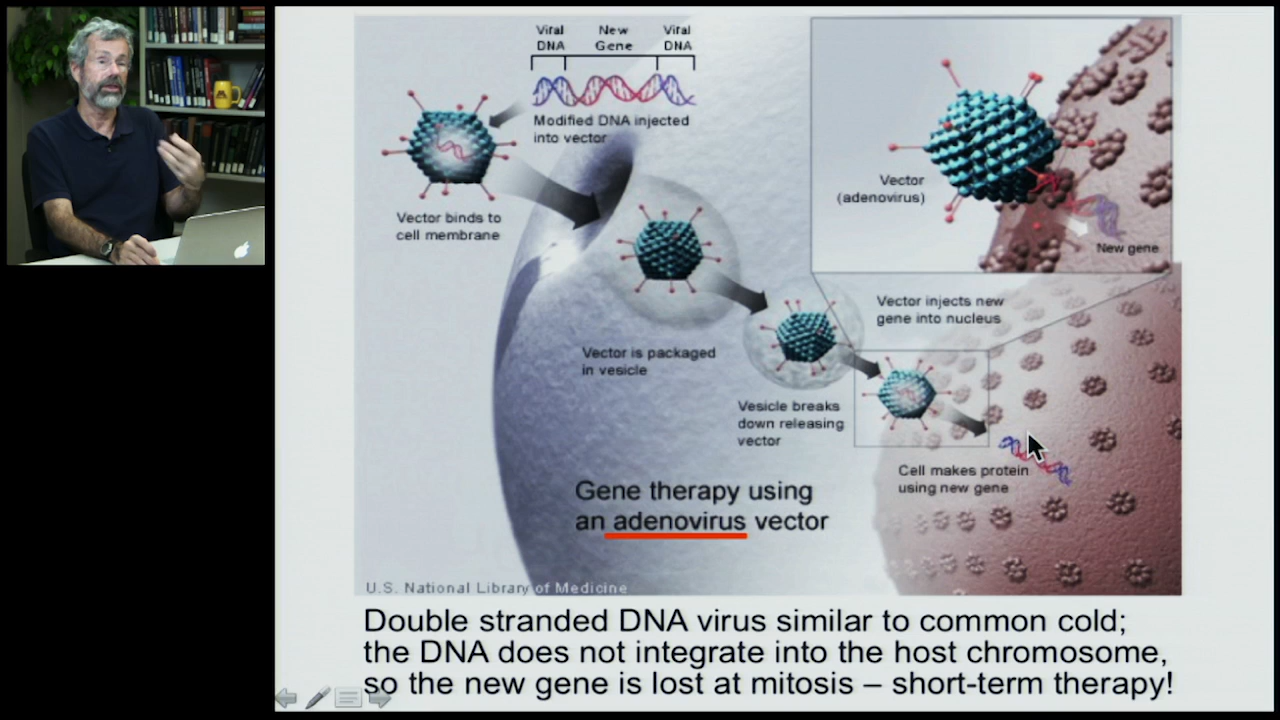 Viral New Viral
DNA Gene DNA
Modified DNA injected
into vector
Vector binds to
cell membrane
Vector
(adenovirus)
New gene
Vector injects new
gene into nucleus
Vector is packaged
in vesicle
Vesicle breaks
down releasing
vector
Cell makes protein
using new gene
Gene therapy using
an adenovirus vector
U.S. National Library of Medicine
Double stranded DNA virus similar to common cold;
the DNA does not integrate into the host chromosome,
so the new gene is lost at mitosis – short-term therapy!